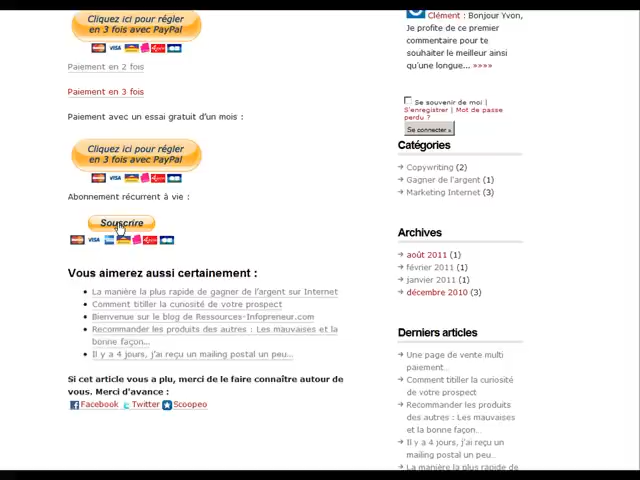 Cliquez ici pour régler
en 3 fois avec PayPal
VISA
Paiement en 2 fois
Paiement en 3 fois
Paiement avec un essai gratuit d'un mois :
Cliquez ici pour régler
en 3 fois avec PayPal
VISA
Abonnement récurrent à vie :
Souscrire
VISA
Vous aimerez aussi certainement :
La manière la plus rapide de gagner de l'argent sur Internet
Comment titiller la curiosité de votre prospect
Bienvenue sur le blog de Ressources-Infopreneur.com
Recommander les produits des autres : Les mauvaises et la
bonne façon...
Il y a 4 jours, j'ai reçu un mailing postal un peu...
Si cet article vous a plu, merci de le faire connaître autour de
vous. Merci d'avance :
Facebook Twitter Scoopeo
Clément : Bonjour Yvon,
Je profite de ce premier
commentaire pour te
souhaiter le meilleur ainsi
qu'une longue... »»»»
Se souvenir de moi |
S'enregistrer | Mot de passe
perdu ?
Se connecter »
Catégories
Copywriting (2)
Gagner de l'argent (1)
Marketing Internet (3)
Archives
août 2011 (1)
février 2011 (1)
janvier 2011 (1)
décembre 2010 (3)
Derniers articles
Une page de vente multi
paiement...
Comment titiller la curiosité
de votre prospect
Recommander les produits
des autres : Les mauvaises
et la bonne façon...
Il y a 4 jours, j'ai reçu un
mailing postal un peu...
La manière la plus rapide de